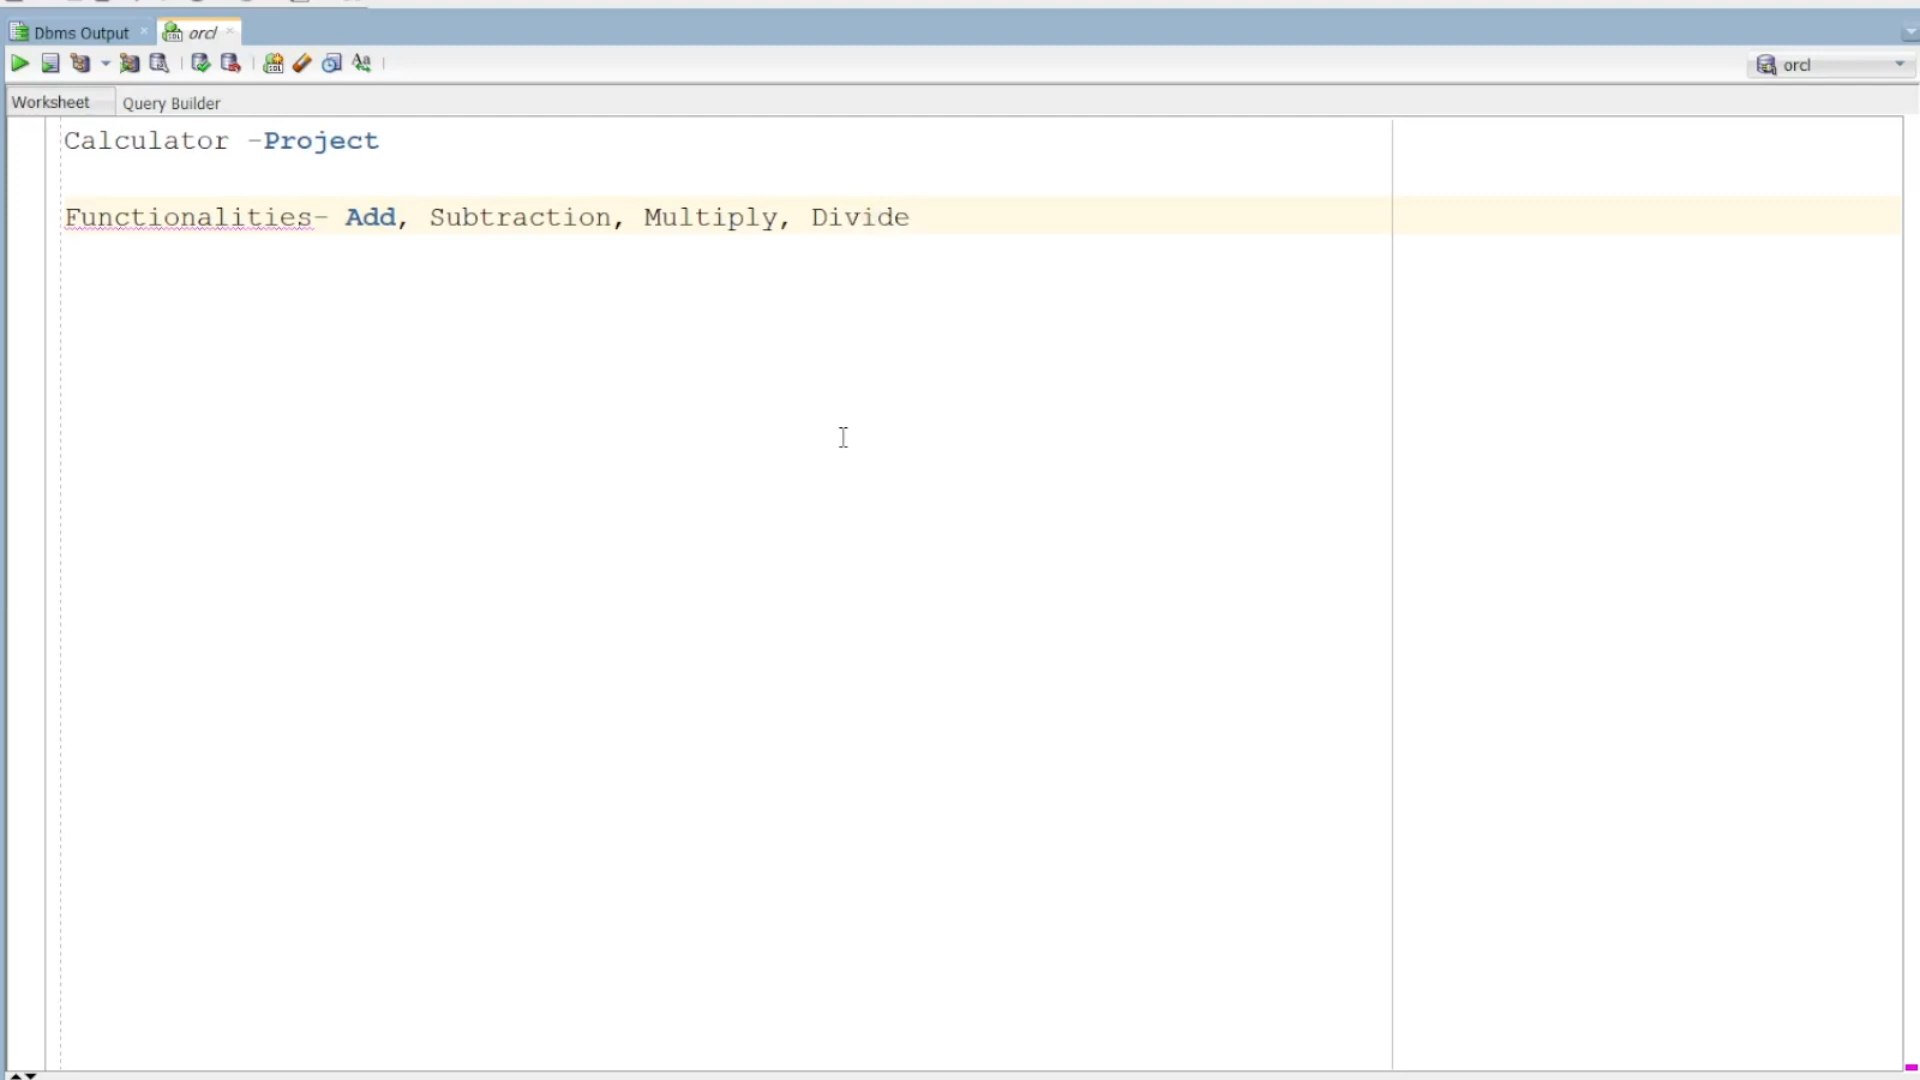 Dbms Output
orcl
orcl
Worksheet
Query Builder
Calculator -Project
Functionalities- Add, Subtraction, Multiply, Divide